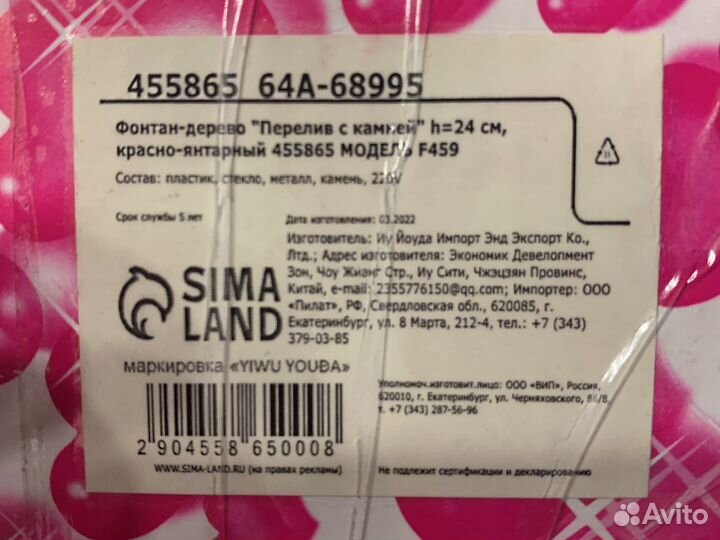 455865 64A-68995
Фонтан-дерево "Перелив с камней" h=24 см,
красно-янтарный 455865 МОДЕЛЬ F459
Состав: пластик, стекло, металл, камень, 220V
Срок службы 5 лет
Дата изготовления: 03.2022
Изготовитель: Иу Йоуда Импорт Энд Экспорт Ко.,
Лтд.; Адрес изготовителя: Экономик Девелопмент
Зон, Чоу Жианг Стр., Иу Сити, Чжэцзян Провинс,
Китай, e-mail: 2355776150@qq.com; Импортер: ООО
«Пилат», РФ, Свердловская обл., 620085, г.
Екатеринбург, ул. 8 Марта, 212-4, тел.: +7 (343)
379-03-85
SIMA
LAND
маркировка «YIWU YOUDA»
Уполномоч.изготовит.лицо: ООО «ВИП», Россия,
620010, г. Екатеринбург, ул. Черняховского, 86/8
т. +7 (343) 287-56-96
2 904558 650008
WWW.SIMA-LAND.RU (на правах рекламы)
Не подлежит сертификации и декларированию
Avito